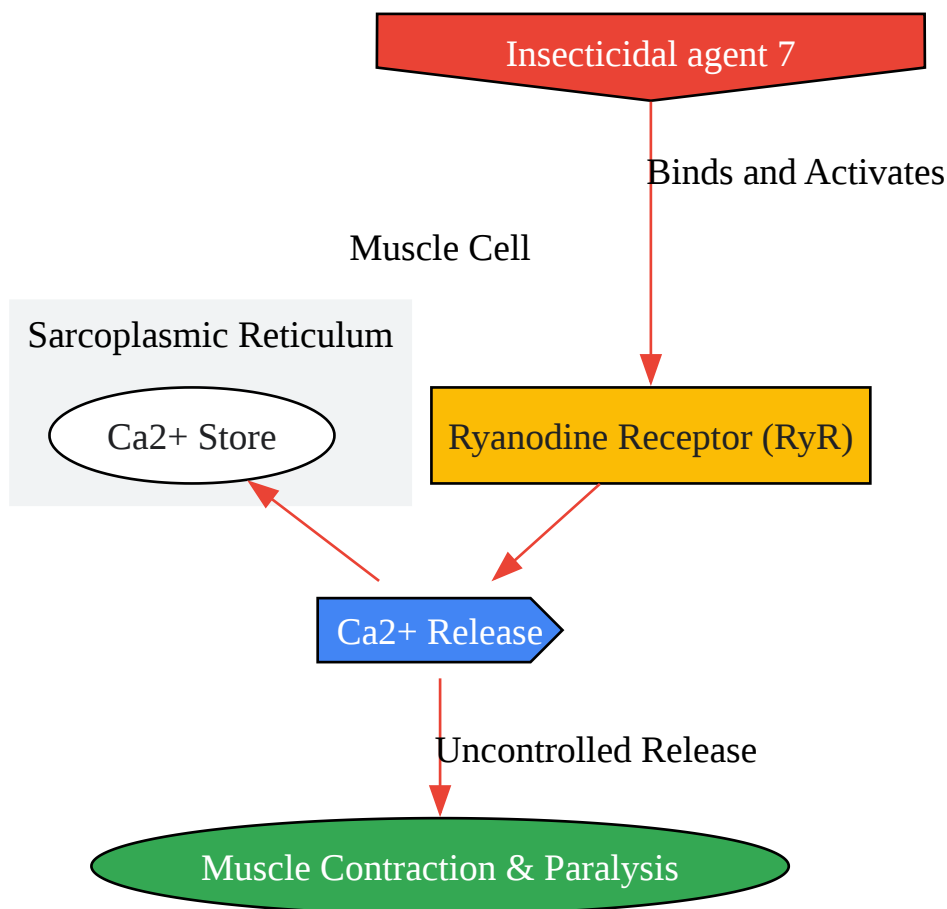 Insecticidal agent 7
Binds and Activates
Muscle Cell
Sarcoplasmic Reticulum
Ca2+ Store
Ryanodine Receptor (RyR)
Ca2+ Release
Uncontrolled Release
Muscle Contraction & Paralysis